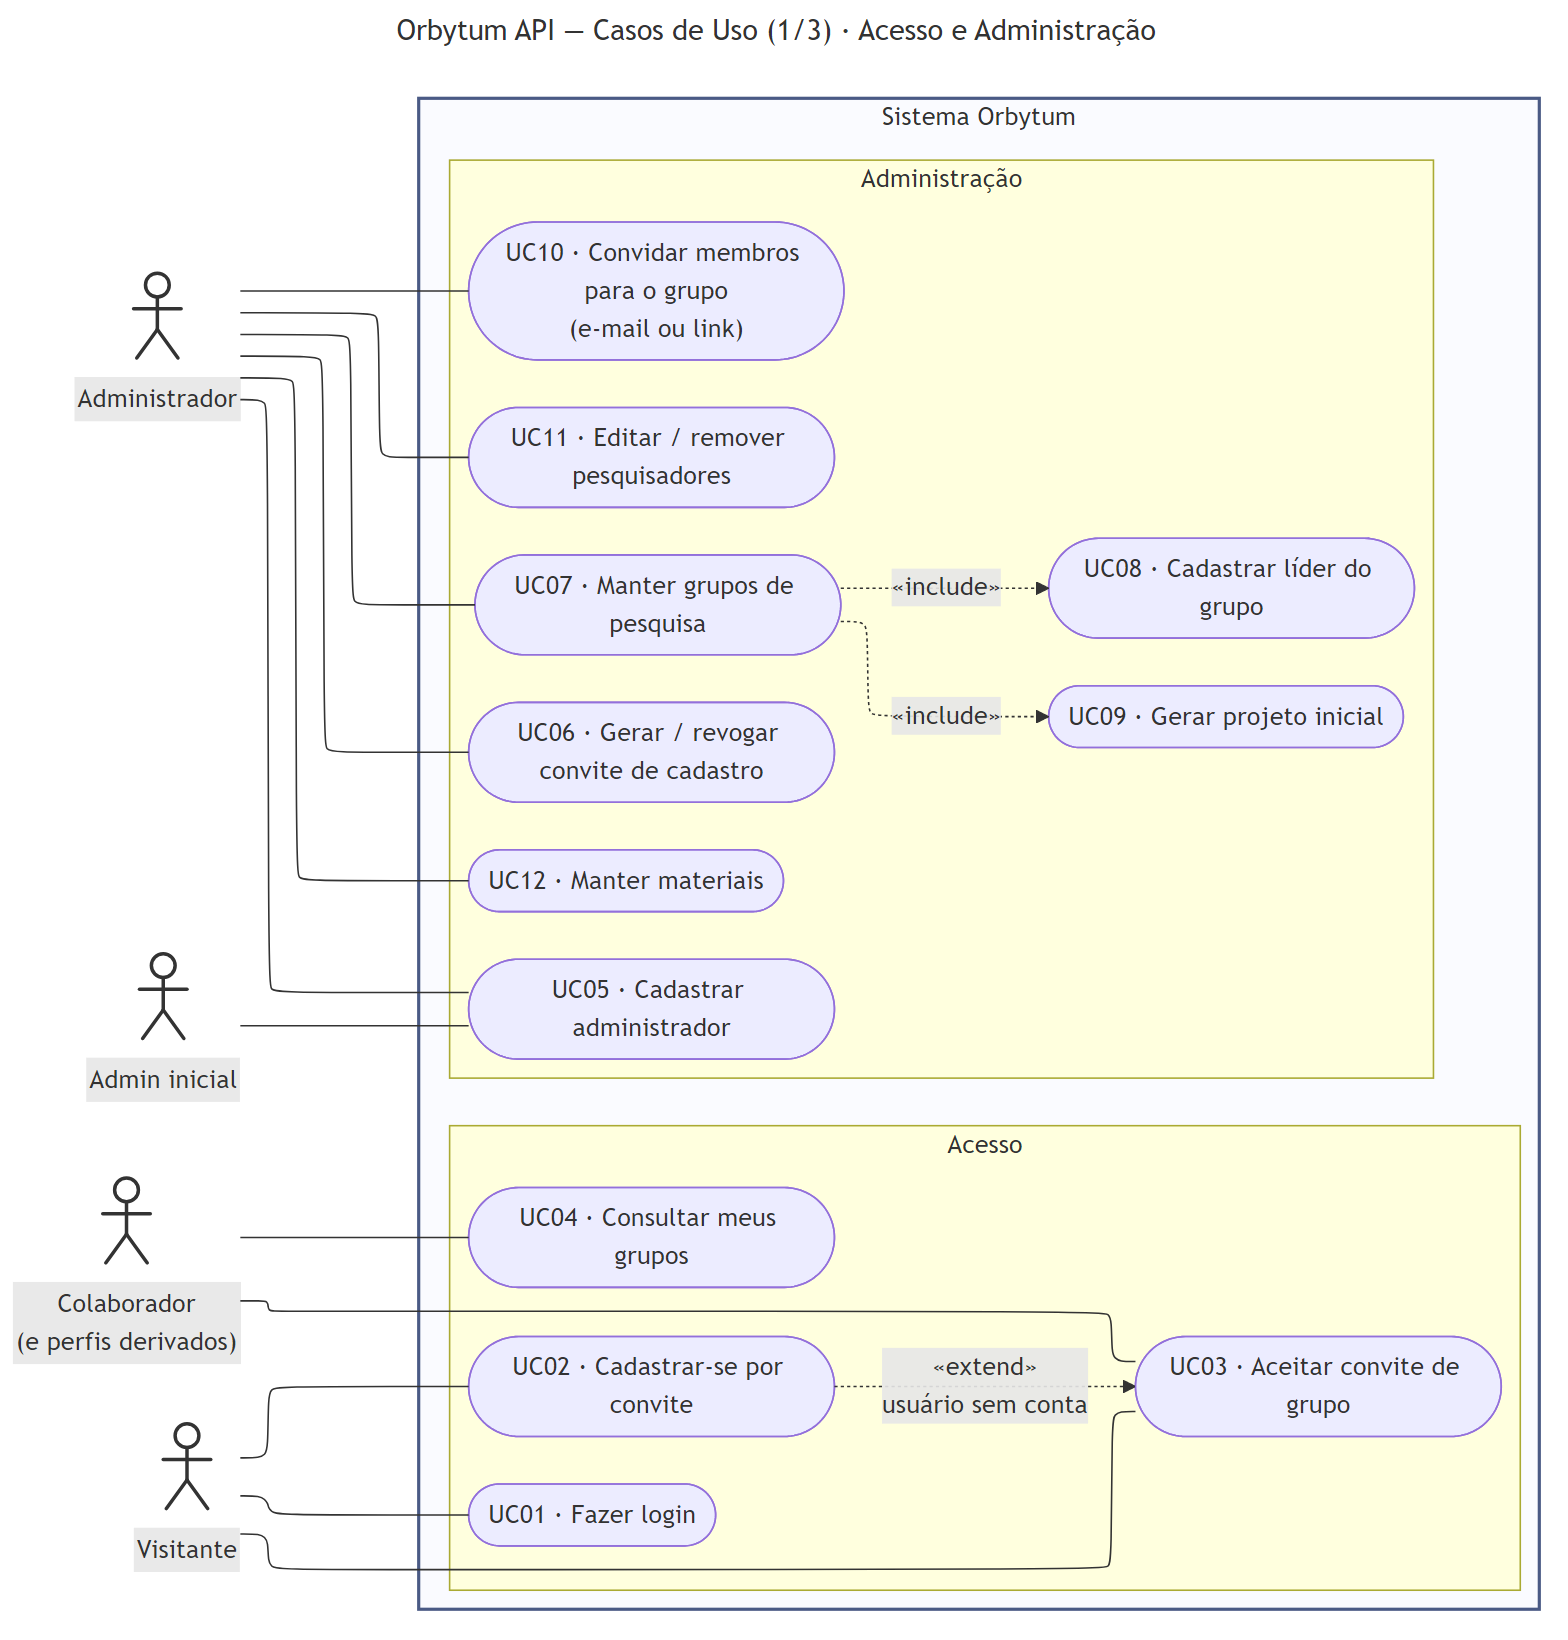 Orbytum API — Casos de Uso (1/3) · Acesso e Administração
Sistema Orbytum
Administração
UC10 · Convidar membros
para o grupo
(e-mail ou link)
Administrador
UC11 · Editar / remover
pesquisadores
UC07 · Manter grupos de
pesquisa
«include»
UC08 · Cadastrar líder do
grupo
«include»
UC09 · Gerar projeto inicial
UC06 · Gerar / revogar
convite de cadastro
UC12 · Manter materiais
UC05 · Cadastrar
administrador
Admin inicial
Acesso
UC04 · Consultar meus
grupos
Colaborador
(e perfis derivados)
UC02 · Cadastrar-se por
convite
«extend»
usuário sem conta
UC03 · Aceitar convite de
grupo
UC01 · Fazer login
Visitante